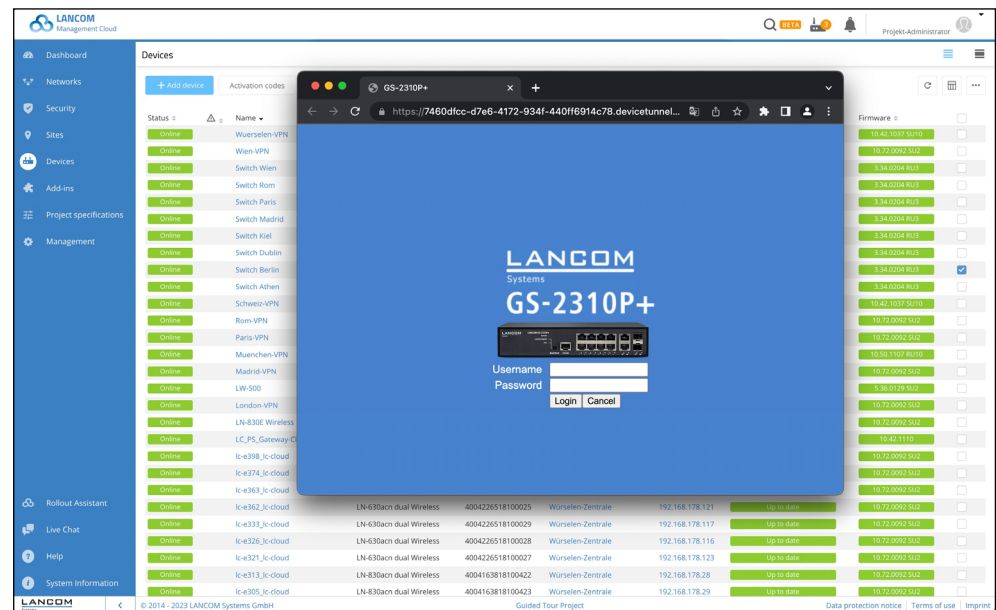 LANCOM
Management Cloud
BETA
3
Projekt-Administrator
Dashboard
Networks
Security
Sites
Devices
Add-ins
Project specifications
Management
Rollout Assistant
Live Chat
Help
System Information
LANCOM
Systems
Devices
+ Add device
Activation codes
Status
Name
Firmware
Online Wuerselen-VPN 10.42.1037 SU10
Online Wien-VPN 10.72.0092 SU2
Online Switch Wien 3.34.0204 RU3
Online Switch Rom 3.34.0204 RU3
Online Switch Paris 3.34.0204 RU3
Online Switch Madrid 3.34.0204 RU3
Online Switch Kiel 3.34.0204 RU3
Online Switch Dublin 3.34.0204 RU3
Online Switch Berlin 3.34.0204 RU3
Online Switch Athen 3.34.0204 RU3
Online Schweiz-VPN 10.42.1037 SU10
Online Rom-VPN 10.72.0092 SU2
Online Paris-VPN 10.72.0092 SU2
Online Muenchen-VPN 10.50.1107 RU10
Online Madrid-VPN 10.72.0092 SU2
Online LW-500 5.36.0129 SU2
Online London-VPN 10.72.0092 SU2
Online LN-830E Wireless 10.72.0092 SU2
Online LC_PS_Gateway-Cl 10.42.1110
Online lc-e398_lc-cloud 10.72.0092 SU2
Online lc-e374_lc-cloud 10.72.0092 SU2
Online lc-e363_lc-cloud 10.72.0092 SU2
Online lc-e362_lc-cloud LN-630acn dual Wireless 4004226518100025 Würselen-Zentrale 192.168.178.121 Up to date 10.72.0092 SU2
Online lc-e333_lc-cloud LN-630acn dual Wireless 4004226518100029 Würselen-Zentrale 192.168.178.117 Up to date 10.72.0092 SU2
Online lc-e326_lc-cloud LN-630acn dual Wireless 4004226518100028 Würselen-Zentrale 192.168.178.116 Up to date 10.72.0092 SU2
Online lc-e321_lc-cloud LN-630acn dual Wireless 4004226518100027 Würselen-Zentrale 192.168.178.123 Up to date 10.72.0092 SU2
Online lc-e313_lc-cloud LN-830acn dual Wireless 4004163818100422 Würselen-Zentrale 192.168.178.28 Up to date 10.72.0092 SU2
Online lc-e305_lc-cloud LN-830acn dual Wireless 4004163818100423 Würselen-Zentrale 192.168.178.29 Up to date 10.72.0092 SU2
GS-2310P+
https://7460dfcc-d7e6-4172-934f-440ff6914c78.devicetunnel...
LANCOM
Systems
GS-2310P+
LANCOM
Username
Password
Login Cancel
© 2014 - 2023 LANCOM Systems GmbH
Guided Tour Project
Data protection notice | Terms of use | Imprint